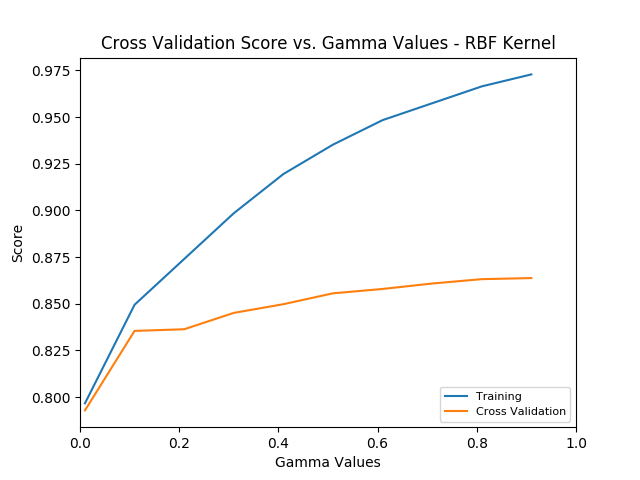 Cross Validation Score vs. Gamma Values - RBF Kernel
0.975
0.950
0.925
0.900
0.875
0.850
0.825
0.800
Score
0.0 0.2 0.4 0.6 0.8 1.0
Gamma Values
Training
Cross Validation